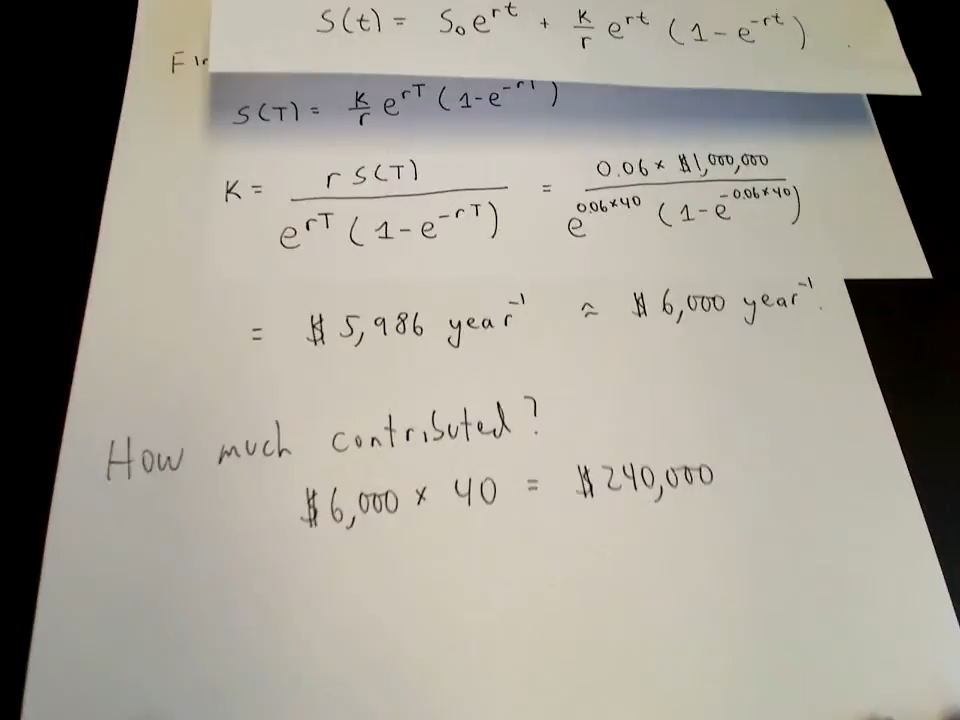 S(t) = S₀e^{rt} + k/r e^{rt} (1-e^{-rt})
S(T) = k/r e^{rT} (1-e^{-rT})
K = r S(T) / e^{rT} (1-e^{-rT}) = 0.06 × $1,000,000 / e^{0.06×40} (1-e^{-0.06×40})
= $5,986 year⁻¹ ≈ $6,000 year⁻¹.
How much contributed?
$6,000 × 40 = $240,000